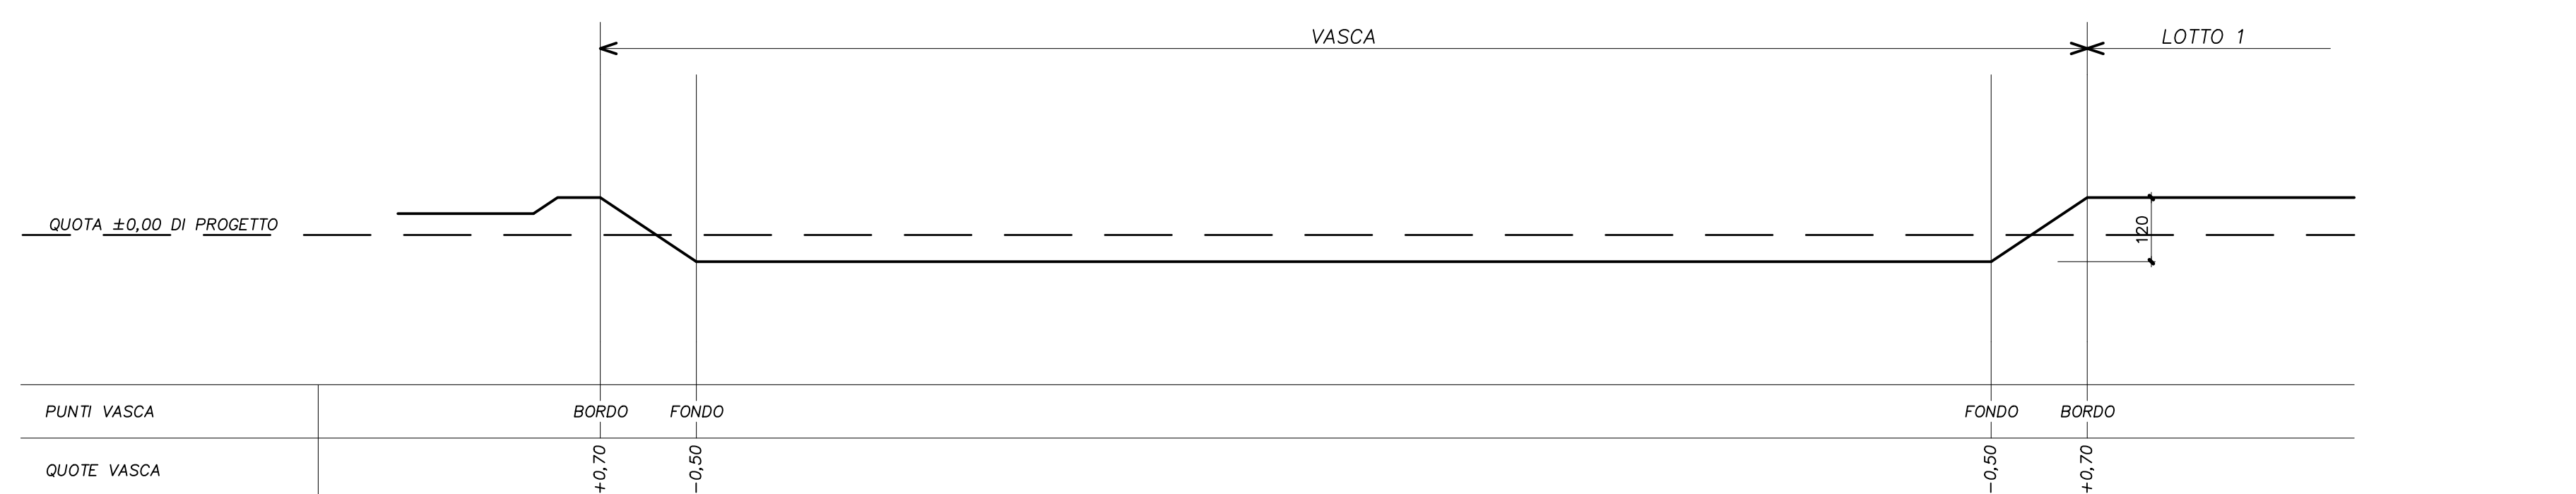 VASCA
LOTTO 1
QUOTA ±0,00 DI PROGETTO
120
PUNTI VASCA
BORDO
FONDO
FONDO
BORDO
QUOTE VASCA
+0,70
-0,50
-0,50
+0,70